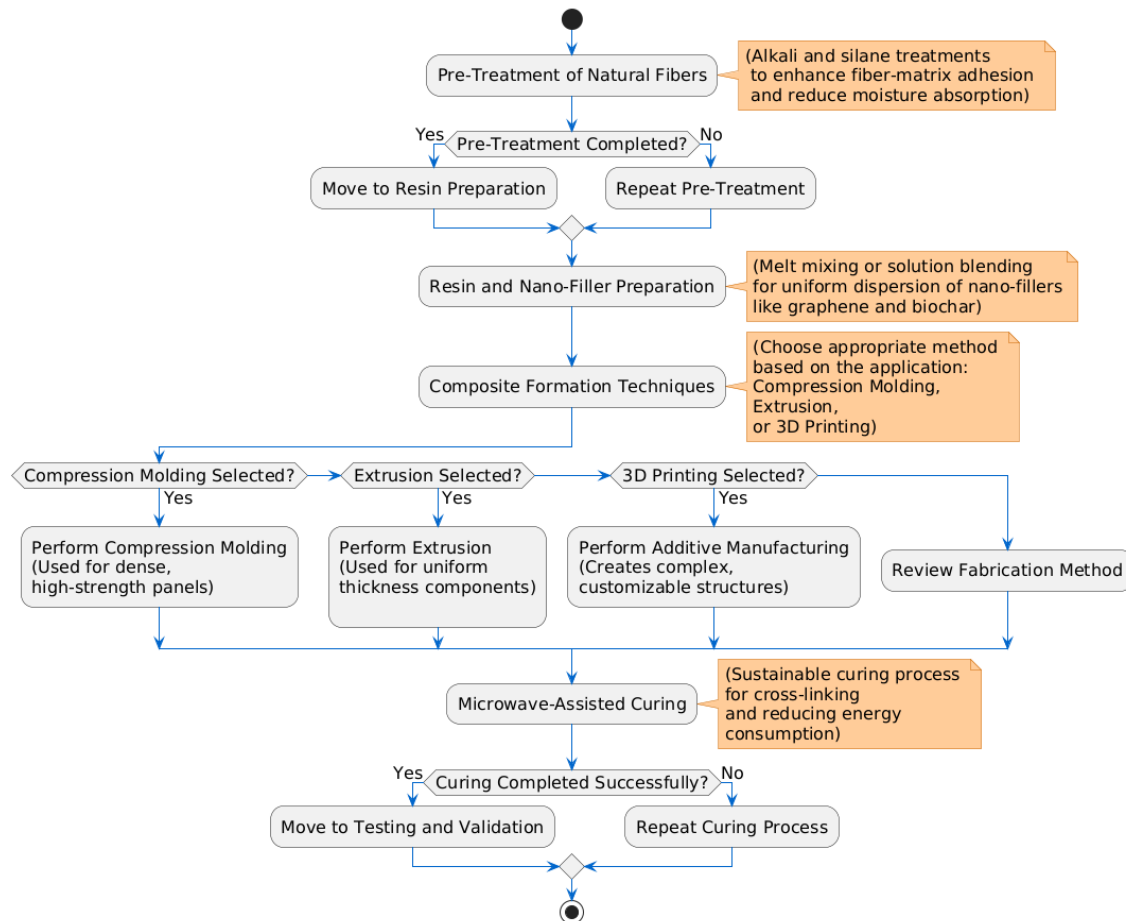 Pre-Treatment of Natural Fibers
(Alkali and silane treatments
to enhance fiber-matrix adhesion
and reduce moisture absorption)
Yes
Pre-Treatment Completed?
No
Move to Resin Preparation
Repeat Pre-Treatment
Resin and Nano-Filler Preparation
(Melt mixing or solution blending
for uniform dispersion of nano-fillers
like graphene and biochar)
Composite Formation Techniques
(Choose appropriate method
based on the application:
Compression Molding,
Extrusion,
or 3D Printing)
Compression Molding Selected?
Extrusion Selected?
3D Printing Selected?
Yes
Yes
Yes
Perform Compression Molding
(Used for dense,
high-strength panels)
Perform Extrusion
(Used for uniform
thickness components)
Perform Additive Manufacturing
(Creates complex,
customizable structures)
Review Fabrication Method
Microwave-Assisted Curing
(Sustainable curing process
for cross-linking
and reducing energy
consumption)
Yes
Curing Completed Successfully?
No
Move to Testing and Validation
Repeat Curing Process